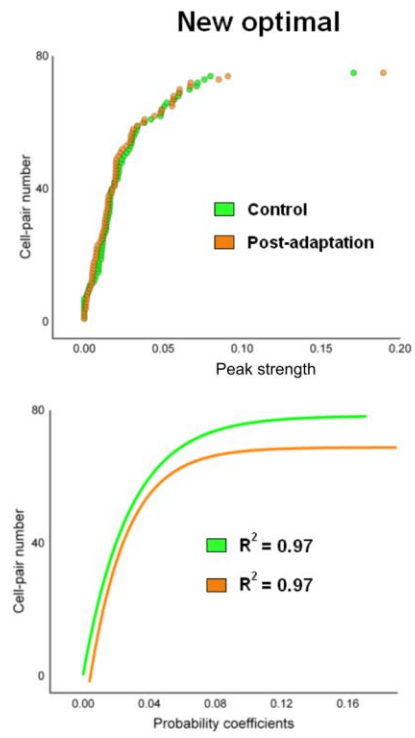 New optimal
80
40
0
Cell-pair number
Control
Post-adaptation
0.00 0.05 0.10 0.15 0.20
Peak strength
80
40
0
Cell-pair number
R² = 0.97
R² = 0.97
0.00 0.04 0.08 0.12 0.16
Probability coefficients